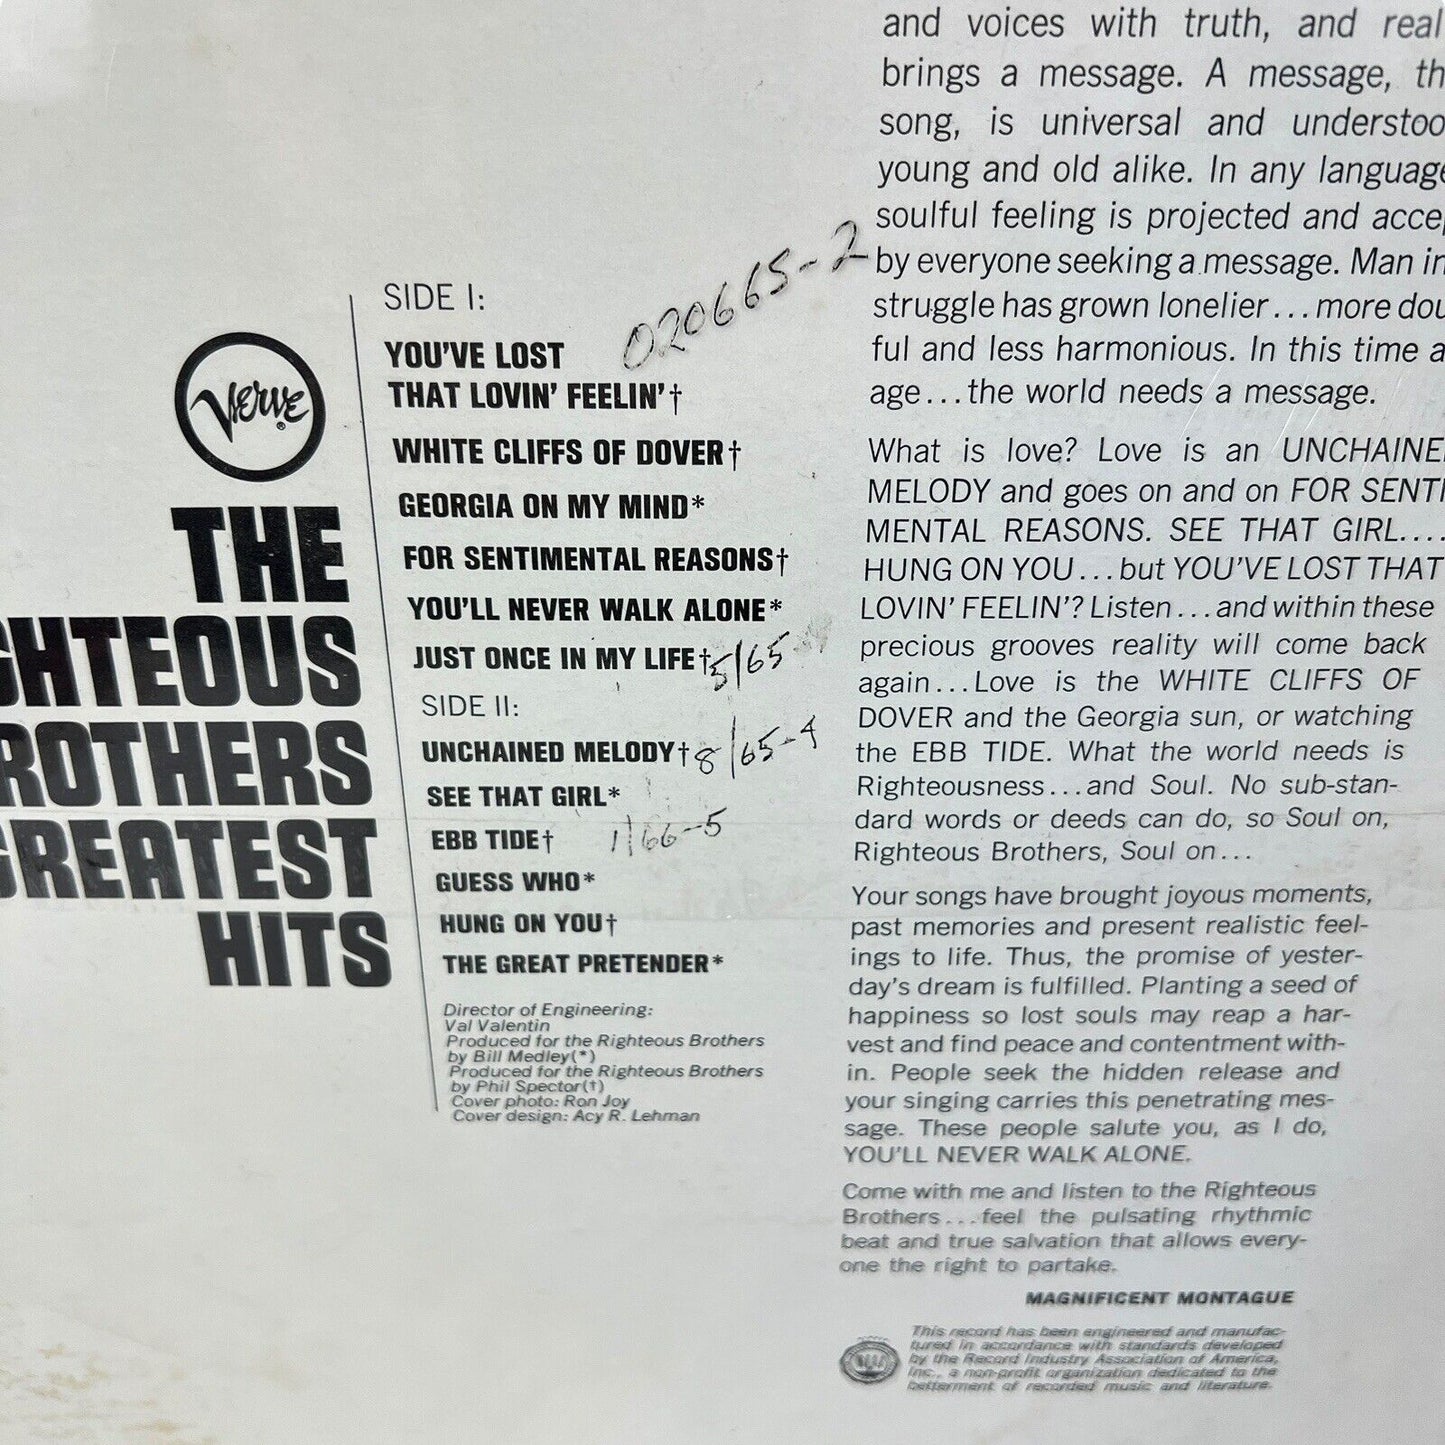 Verve ®
THE
GHTEOUS
ROTHERS
GREATEST
HITS
SIDE I:
YOU'VE LOST
THAT LOVIN' FEELIN'†
020665-2
WHITE CLIFFS OF DOVER†
GEORGIA ON MY MIND*
FOR SENTIMENTAL REASONS†
YOU'LL NEVER WALK ALONE*
JUST ONCE IN MY LIFE† 5/65
SIDE II:
UNCHAINED MELODY† 8/65-4
SEE THAT GIRL*
EBB TIDE† 1/66-5
GUESS WHO*
HUNG ON YOU†
THE GREAT PRETENDER*
Director of Engineering:
Val Valentin
Produced for the Righteous Brothers
by Bill Medley(*)
Produced for the Righteous Brothers
by Phil Spector(†)
Cover photo: Ron Joy
Cover design: Acy R. Lehman
and voices with truth, and real
brings a message. A message, th
song, is universal and understoo
young and old alike. In any language
soulful feeling is projected and accep
by everyone seeking a message. Man in
struggle has grown lonelier...more dou
ful and less harmonious. In this time a
age...the world needs a message.
What is love? Love is an UNCHAINED
MELODY and goes on and on FOR SENTI-
MENTAL REASONS. SEE THAT GIRL....
HUNG ON YOU...but YOU'VE LOST THAT
LOVIN' FEELIN'? Listen...and within these
precious grooves reality will come back
again...Love is the WHITE CLIFFS OF
DOVER and the Georgia sun, or watching
the EBB TIDE. What the world needs is
Righteousness...and Soul. No sub-stan-
dard words or deeds can do, so Soul on,
Righteous Brothers, Soul on...
Your songs have brought joyous moments,
past memories and present realistic feel-
ings to life. Thus, the promise of yester-
day's dream is fulfilled. Planting a seed of
happiness so lost souls may reap a har-
vest and find peace and contentment with-
in. People seek the hidden release and
your singing carries this penetrating mes-
sage. These people salute you, as I do,
YOU'LL NEVER WALK ALONE.
Come with me and listen to the Righteous
Brothers...feel the pulsating rhythmic
beat and true salvation that allows every-
one the right to partake.
MAGNIFICENT MONTAGUE
This record has been engineered and manufac-
tured in accordance with standards developed
by the Record Industry Association of America,
Inc., a non-profit organization dedicated to the
betterment of recorded music and literature.